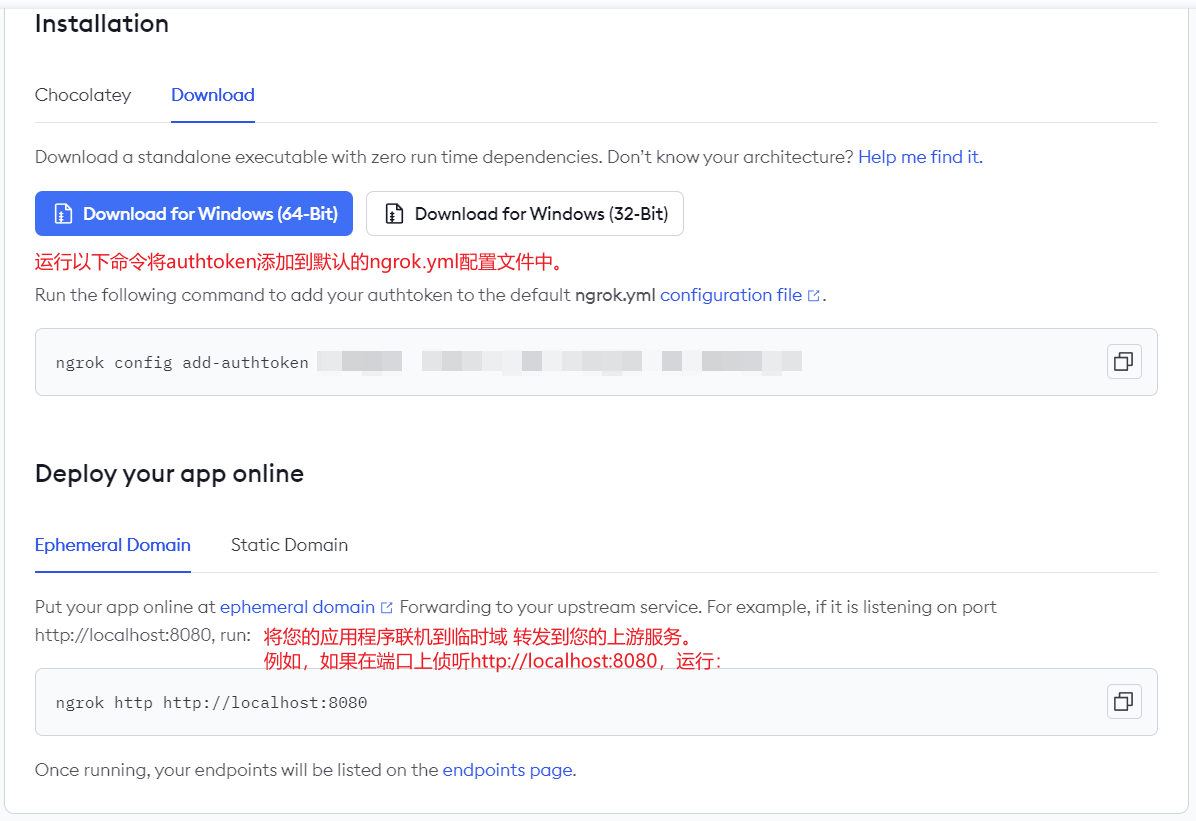 Installation
Chocolatey Download
Download a standalone executable with zero run time dependencies. Don’t know your architecture? Help me find it.
Download for Windows (64-Bit) Download for Windows (32-Bit)
运行以下命令将authtoken添加到默认的ngrok.yml配置文件中。
Run the following command to add your authtoken to the default ngrok.yml configuration file.
ngrok config add-authtoken
Deploy your app online
Ephemeral Domain Static Domain
Put your app online at ephemeral domain Forwarding to your upstream service. For example, if it is listening on port
http://localhost:8080, run:
将您的应用程序联机到临时域 转发到您的上游服务。
例如，如果在端口上侦听http://localhost:8080，运行：
ngrok http http://localhost:8080
Once running, your endpoints will be listed on the endpoints page.